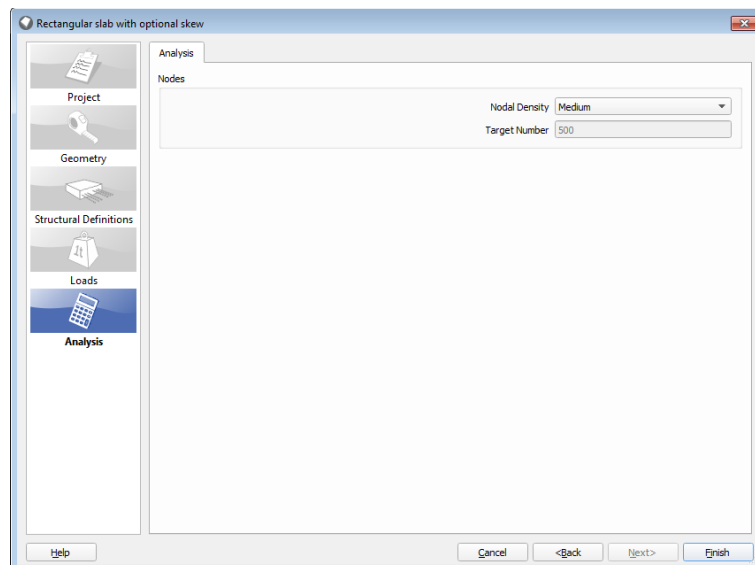 Rectangular slab with optional skew
Project
Geometry
Structural Definitions
1t
Loads
Analysis
Analysis
Nodes
Nodal Density Medium
Target Number 500
Help
Cancel
<Back
Next>
Finish